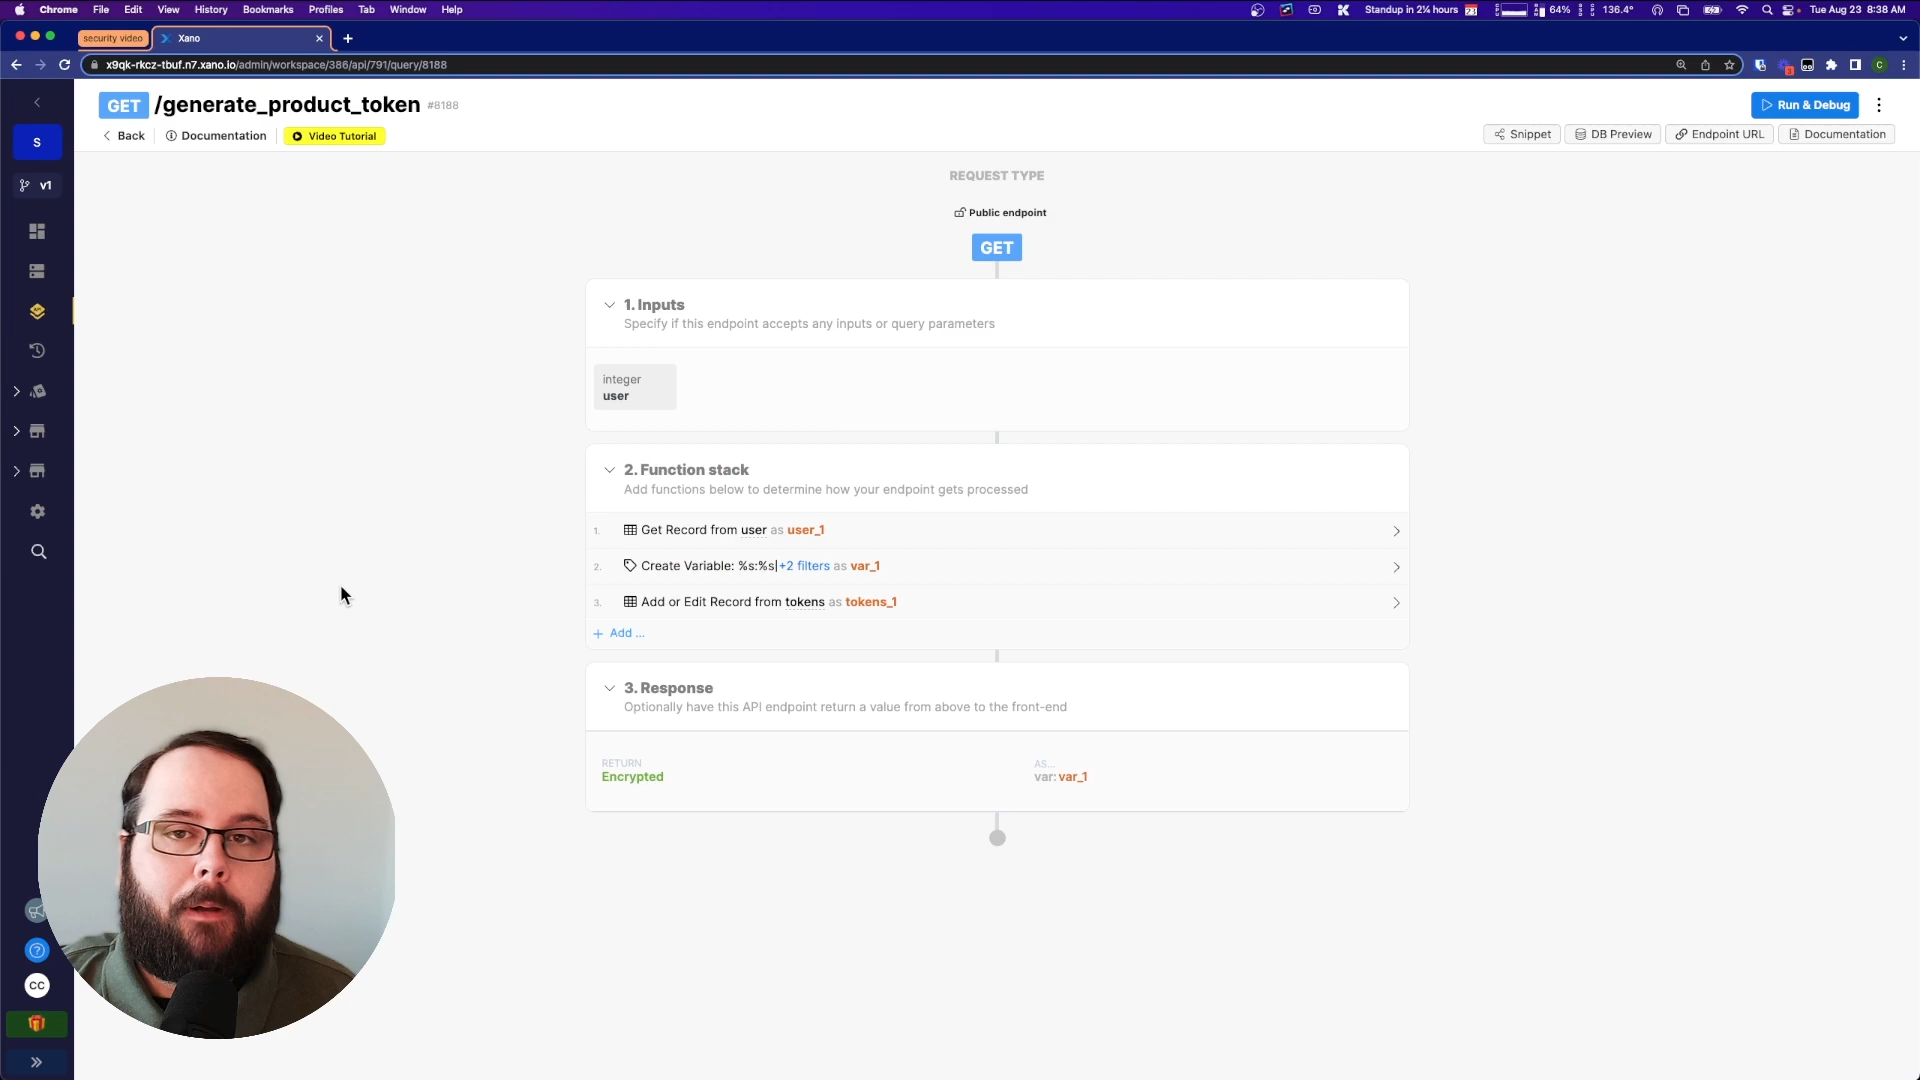 Chrome File Edit View History Bookmarks Profiles Tab Window Help Standup in 2¼ hours 64% 136.4° Tue Aug 23 8:38 AM
security video Xano
x9qk-rkcz-tbuf.n7.xano.io/admin/workspace/386/api/791/query/8188
GET /generate_product_token #8188 Run & Debug
Back Documentation Video Tutorial Snippet DB Preview Endpoint URL Documentation
S
v1
REQUEST TYPE
Public endpoint
GET
1. Inputs
Specify if this endpoint accepts any inputs or query parameters
integer
user
2. Function stack
Add functions below to determine how your endpoint gets processed
1. Get Record from user as user_1
2. Create Variable: %s:%s|+2 filters as var_1
3. Add or Edit Record from tokens as tokens_1
+ Add ...
3. Response
Optionally have this API endpoint return a value from above to the front-end
RETURN AS...
Encrypted var: var_1
CC